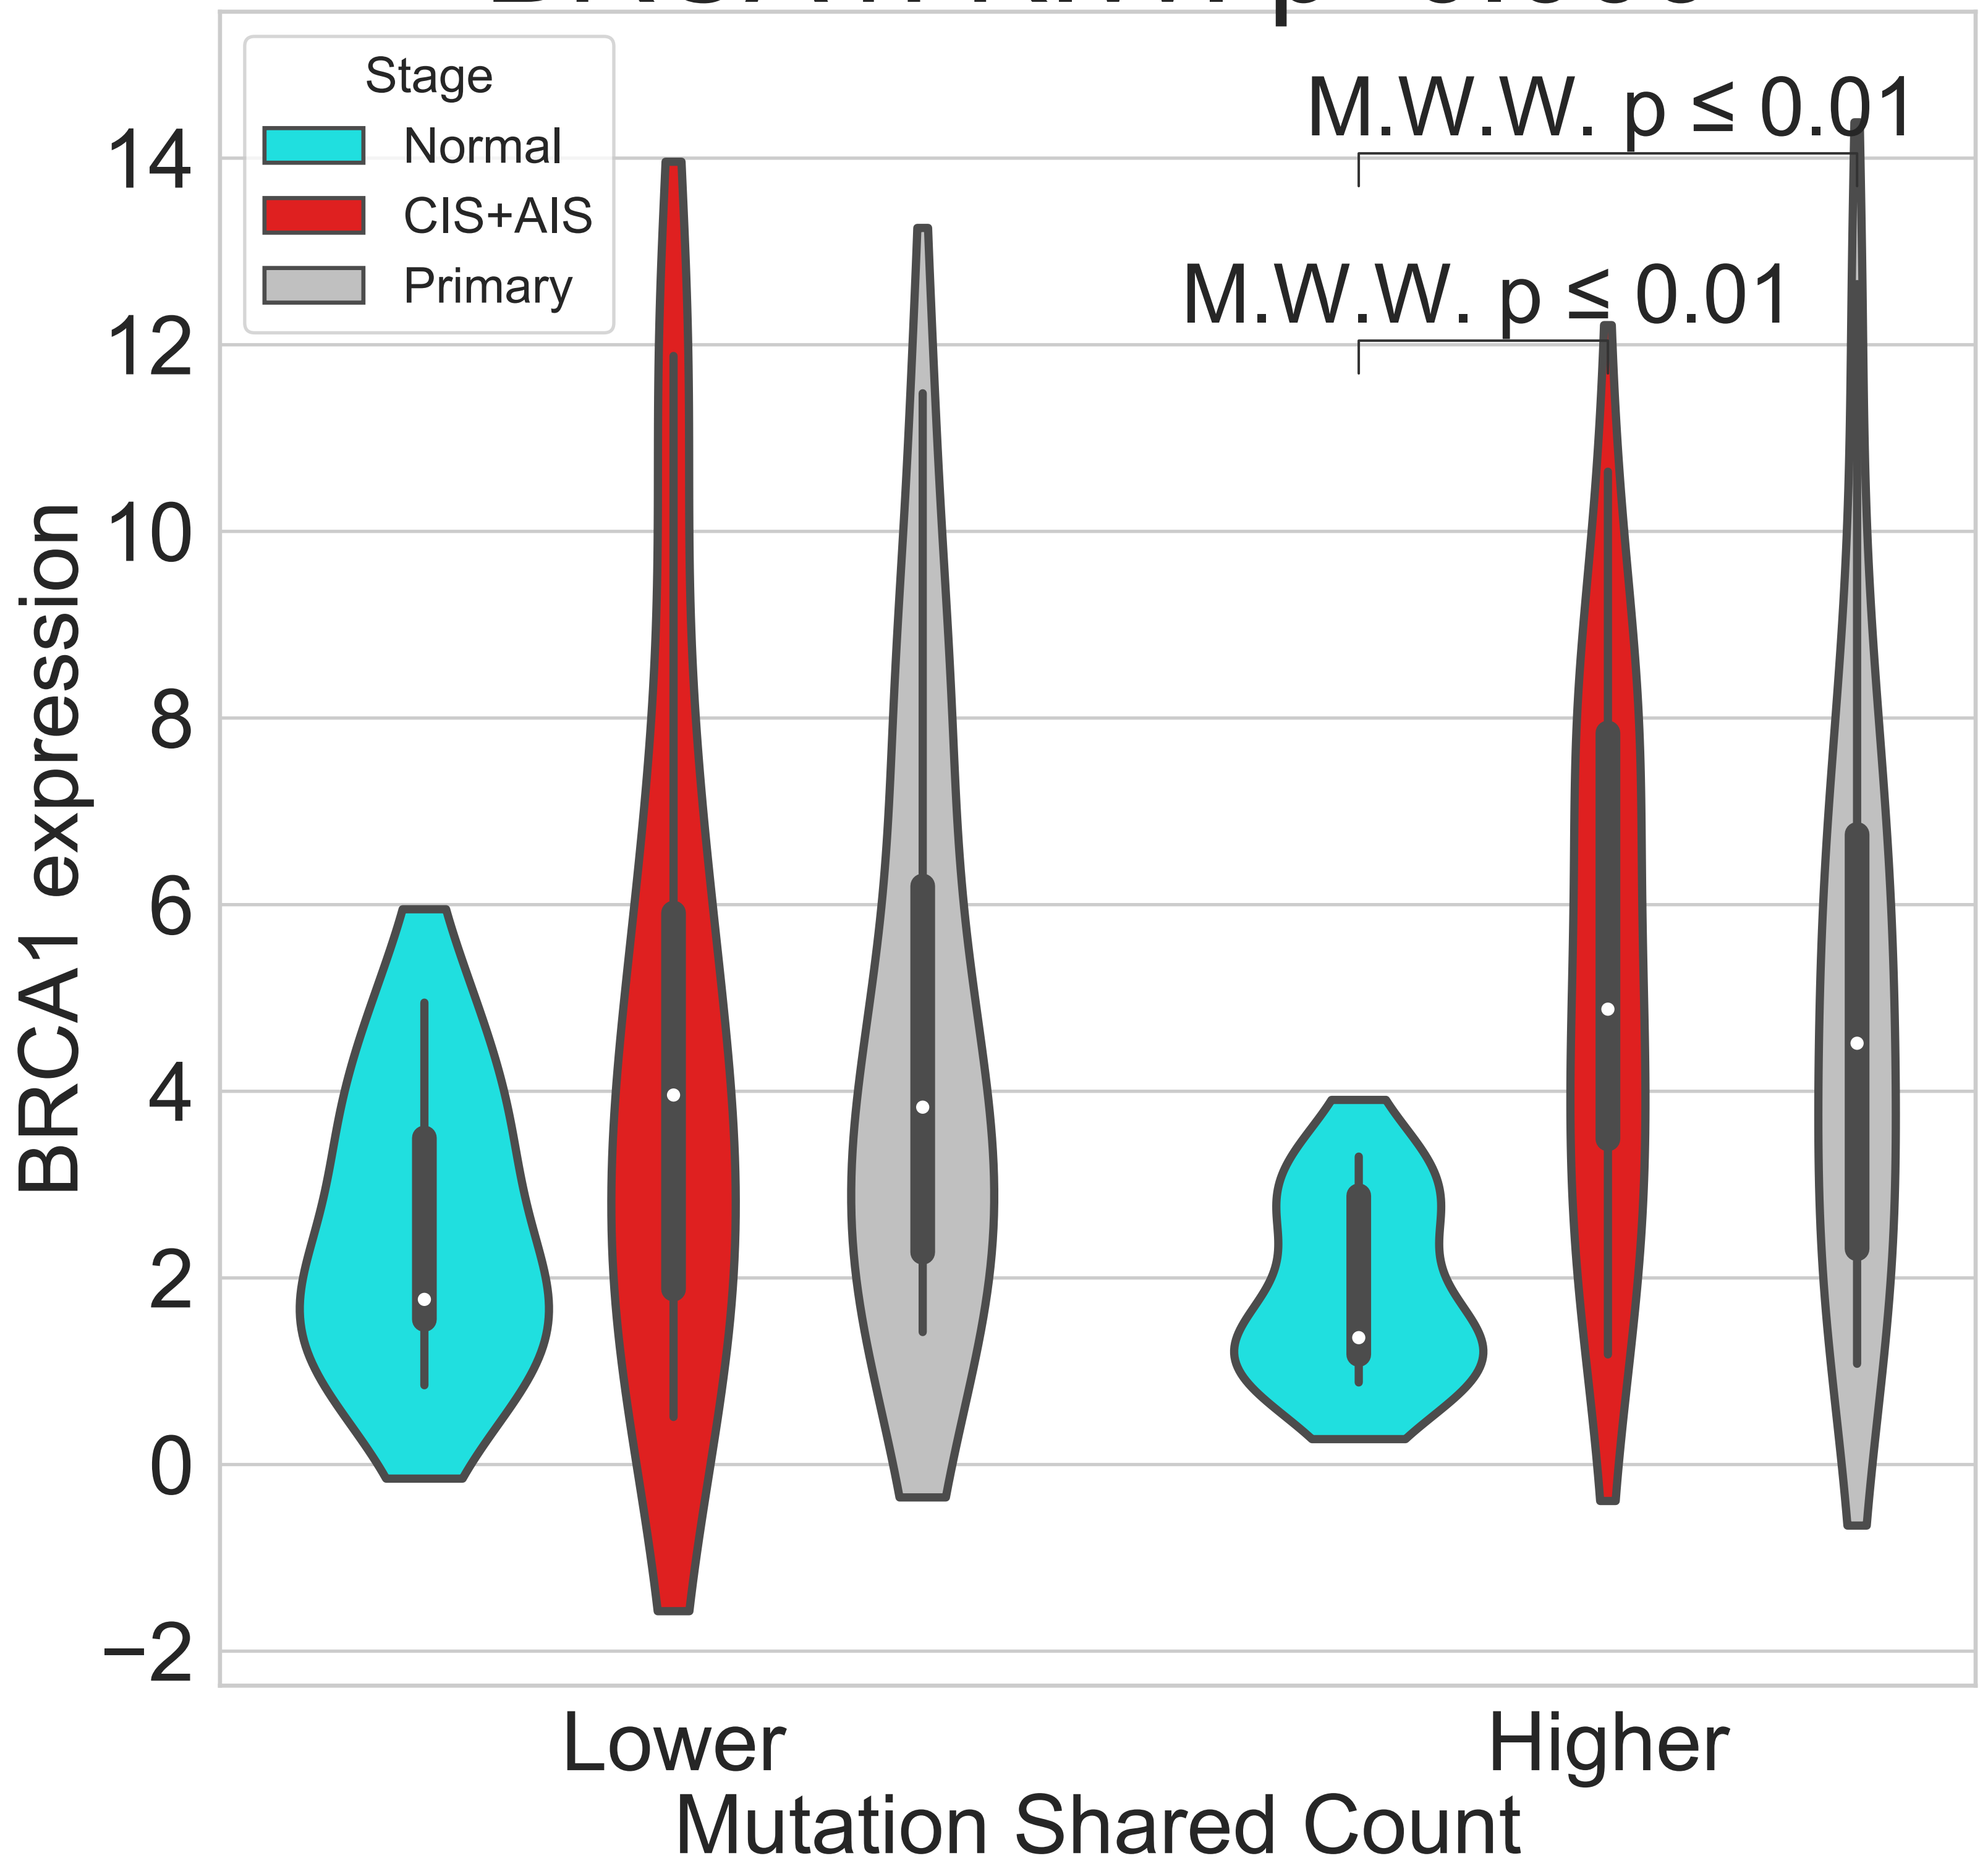 Stage
Normal
CIS+AIS
Primary
M.W.W. p ≤ 0.01
M.W.W. p ≤ 0.01
14
12
10
8
6
4
2
0
−2
BRCA1 expression
Lower
Higher
Mutation Shared Count